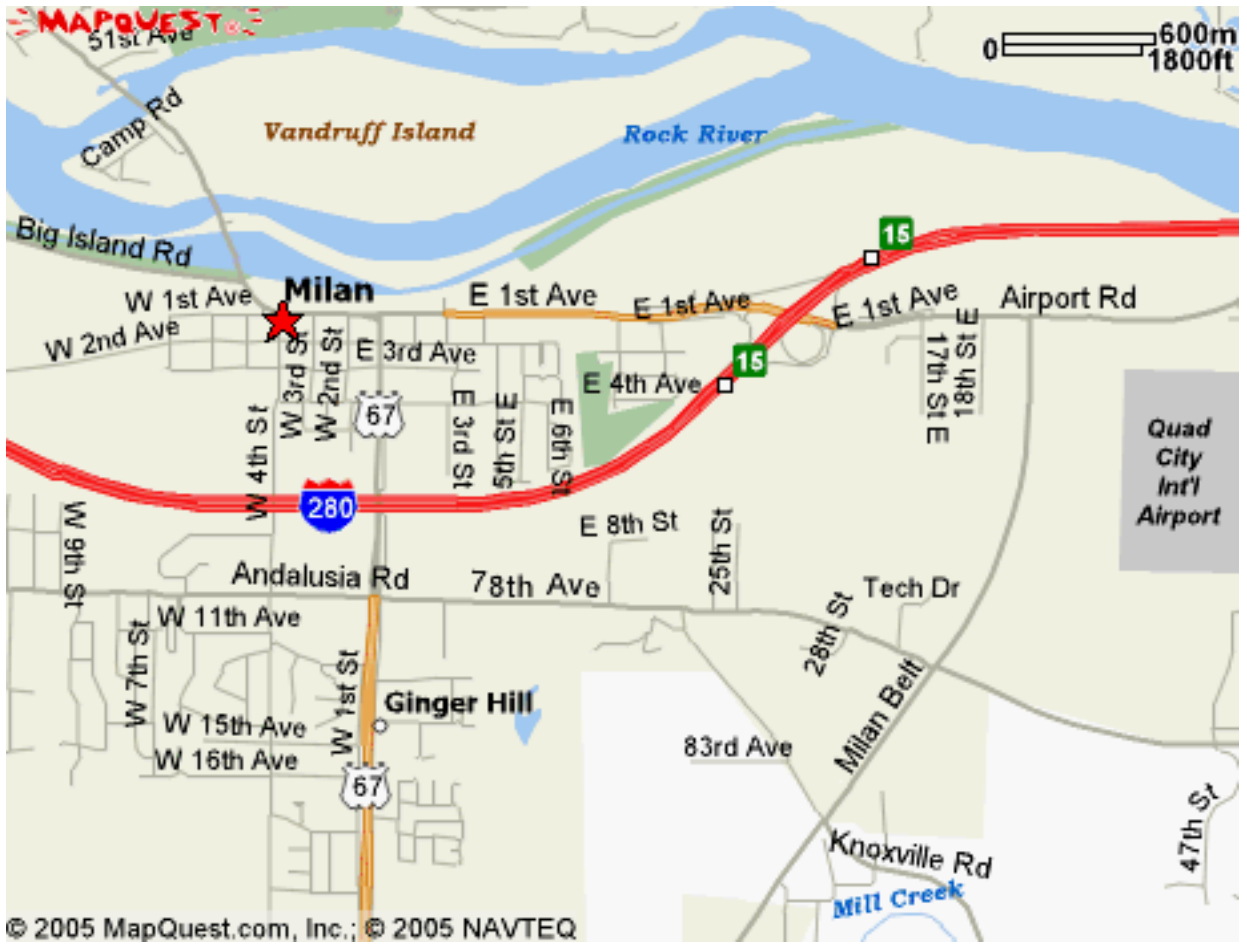 MAPQUEST®
51st Ave
0
600m
1800ft
Camp Rd
Vandruff Island
Rock River
Big Island Rd
15
W 1st Ave
Milan
E 1st Ave
E 1st Ave
E 1st Ave
Airport Rd
W 2nd Ave
W 3rd St
W 2nd St
E 3rd Ave
15
E 4th Ave
17th St E
18th St E
67
E 3rd St
5th St E
E 6th St
W 4th St
Quad
City
Int'l
Airport
280
W 9th St
E 8th St
25th St
Andalusia Rd
78th Ave
Tech Dr
W 11th Ave
28th St
W 7th St
W 1st St
Ginger Hill
Milan Belt
W 15th Ave
83rd Ave
W 16th Ave
67
47th St
Knoxville Rd
Mill Creek
© 2005 MapQuest.com, Inc.; © 2005 NAVTEQ